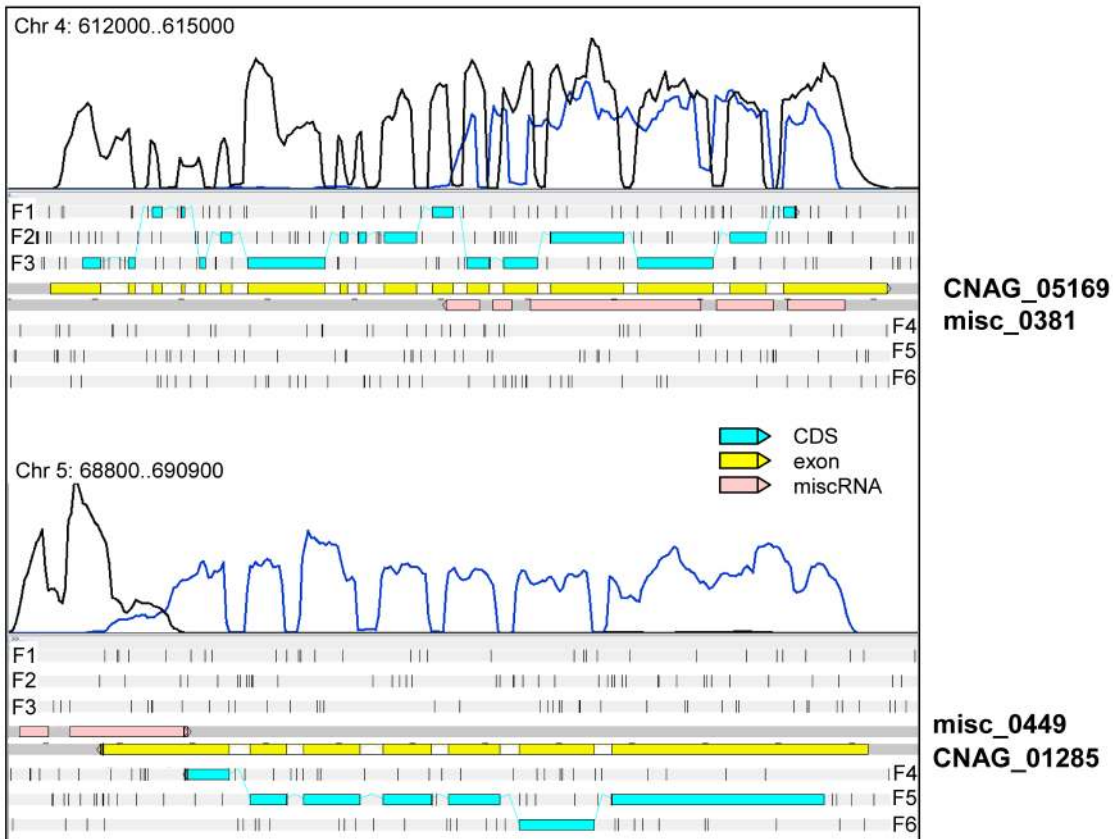 Chr 4: 612000..615000
F1
F2
F3
F4
F5
F6
CNAG_05169
misc_0381
CDS
exon
miscRNA
Chr 5: 68800..690900
F1
F2
F3
F4
F5
F6
misc_0449
CNAG_01285